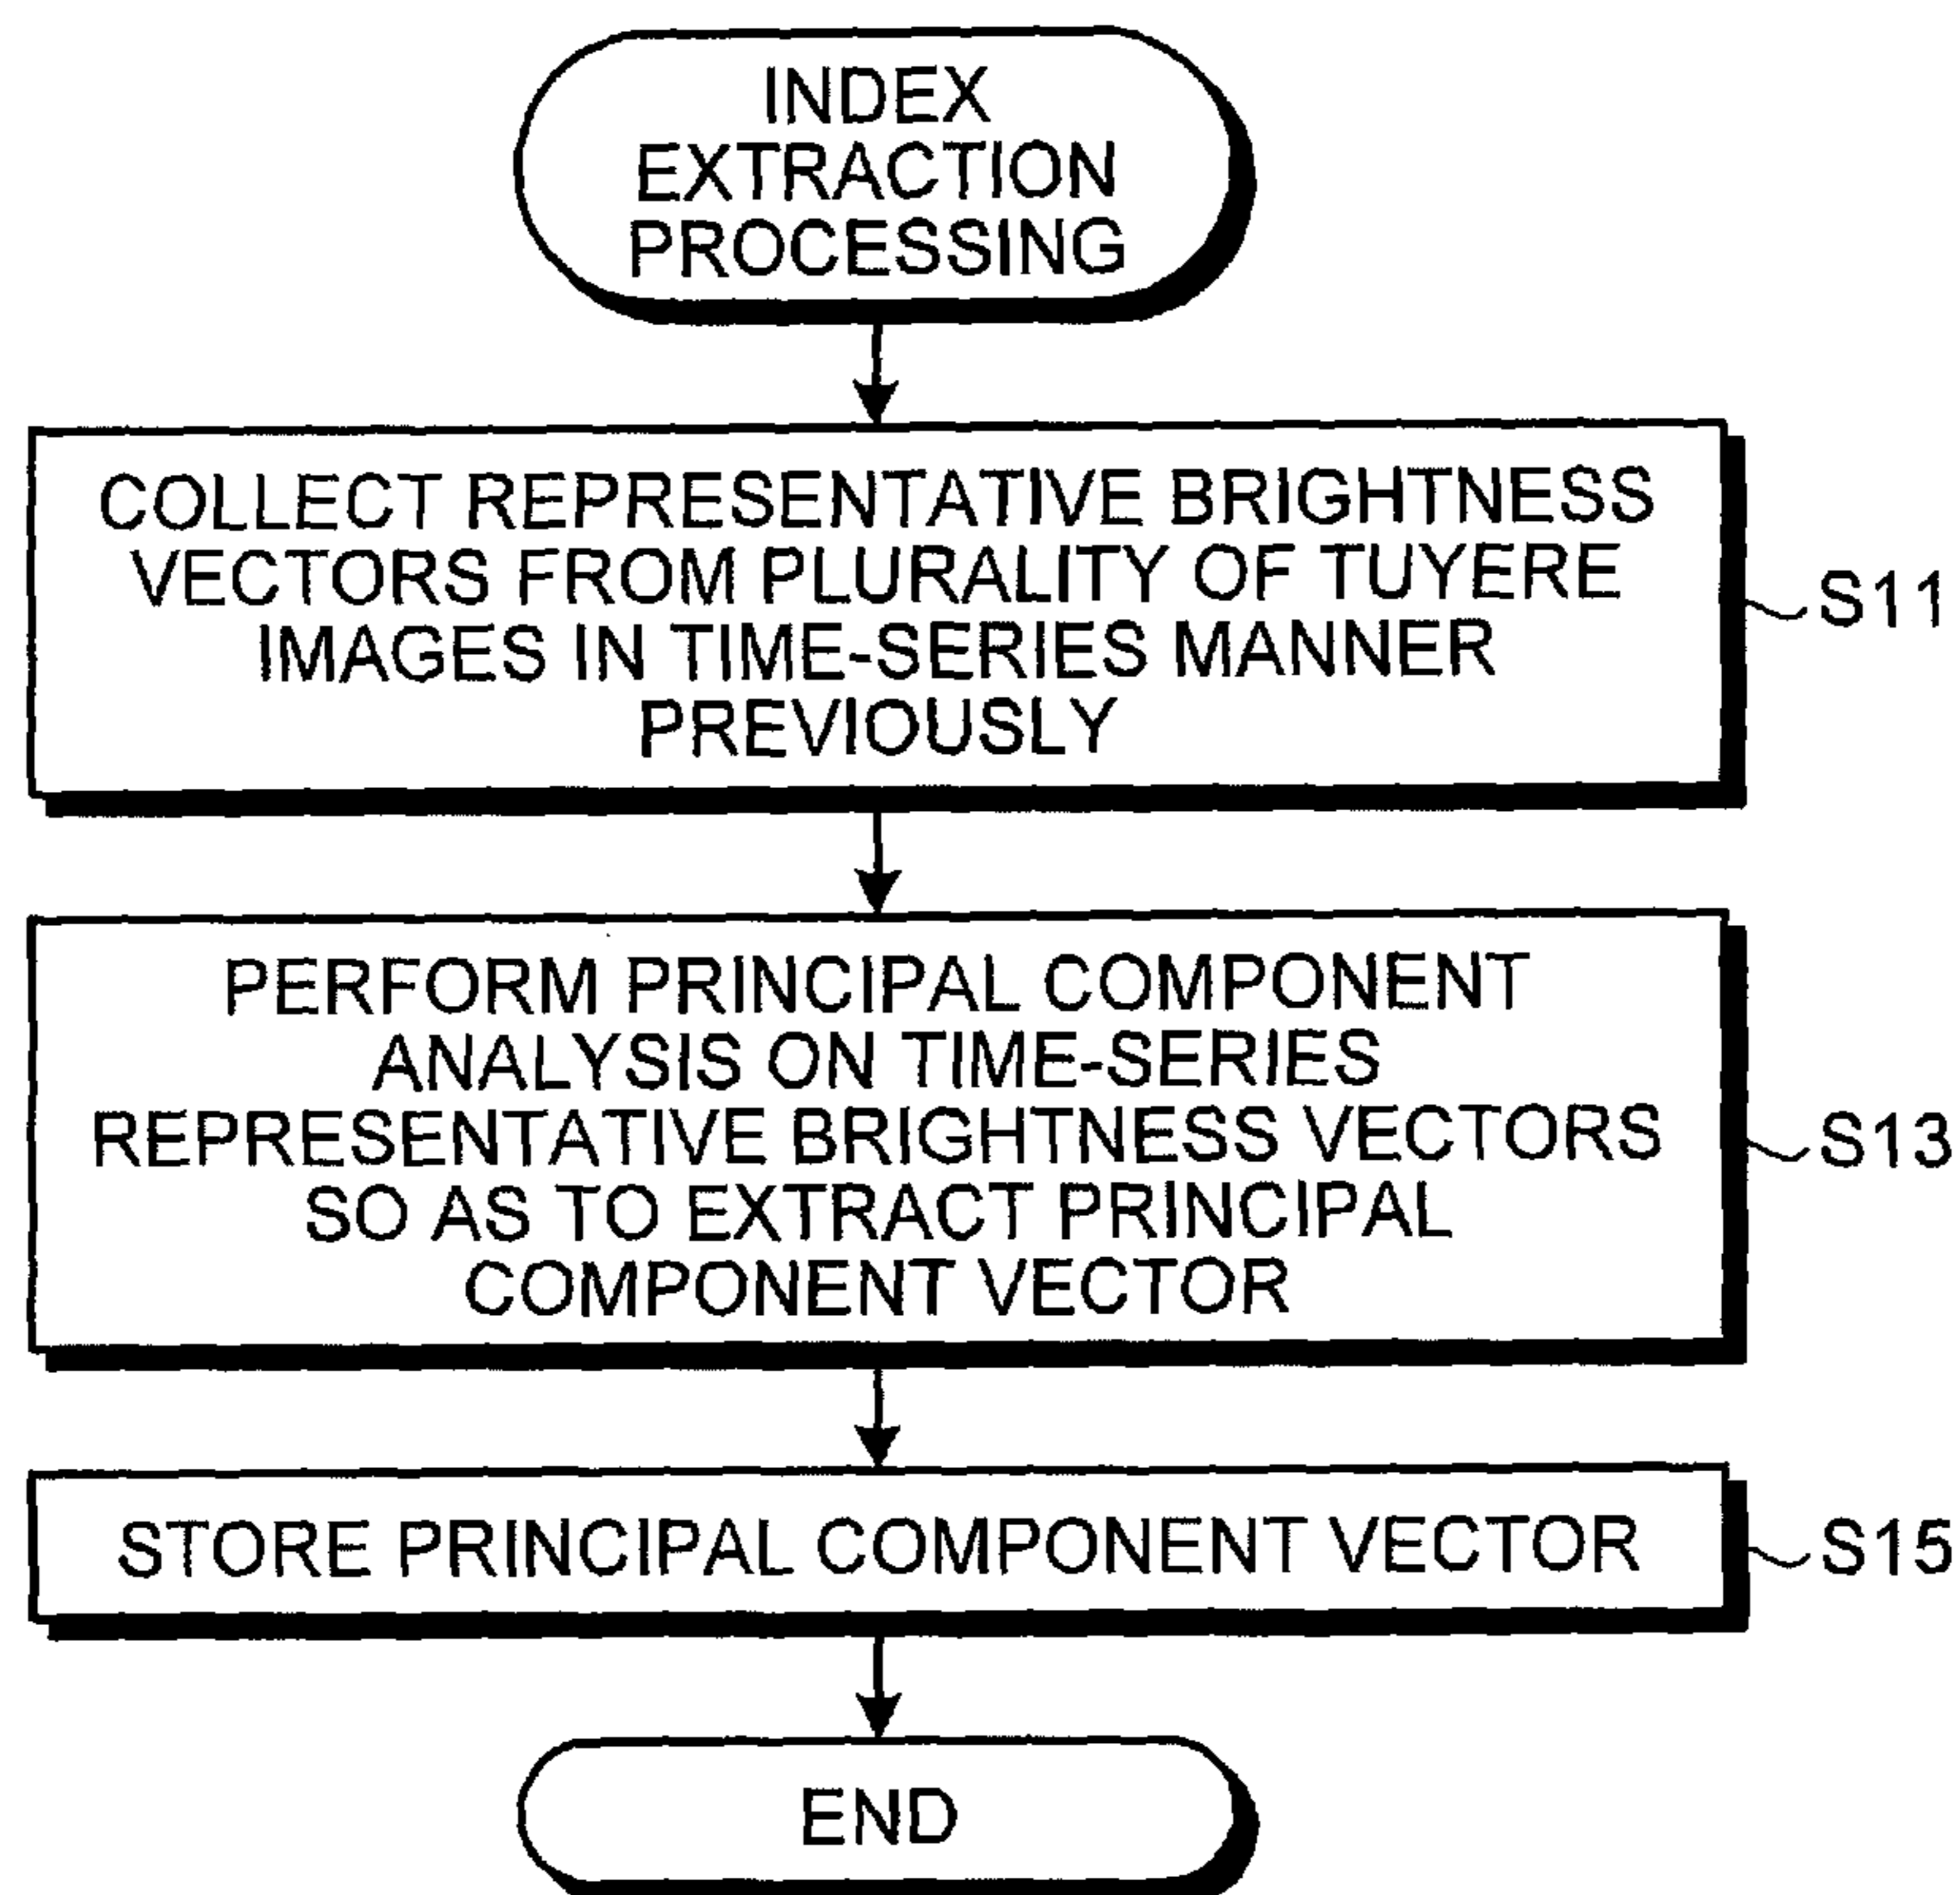 INDEX
EXTRACTION
PROCESSING
COLLECT REPRESENTATIVE BRIGHTNESS
VECTORS FROM PLURALITY OF TUYERE
IMAGES IN TIME-SERIES MANNER
PREVIOUSLY
S11
PERFORM PRINCIPAL COMPONENT
ANALYSIS ON TIME-SERIES
REPRESENTATIVE BRIGHTNESS VECTORS
SO AS TO EXTRACT PRINCIPAL
COMPONENT VECTOR
S13
STORE PRINCIPAL COMPONENT VECTOR
S15
END